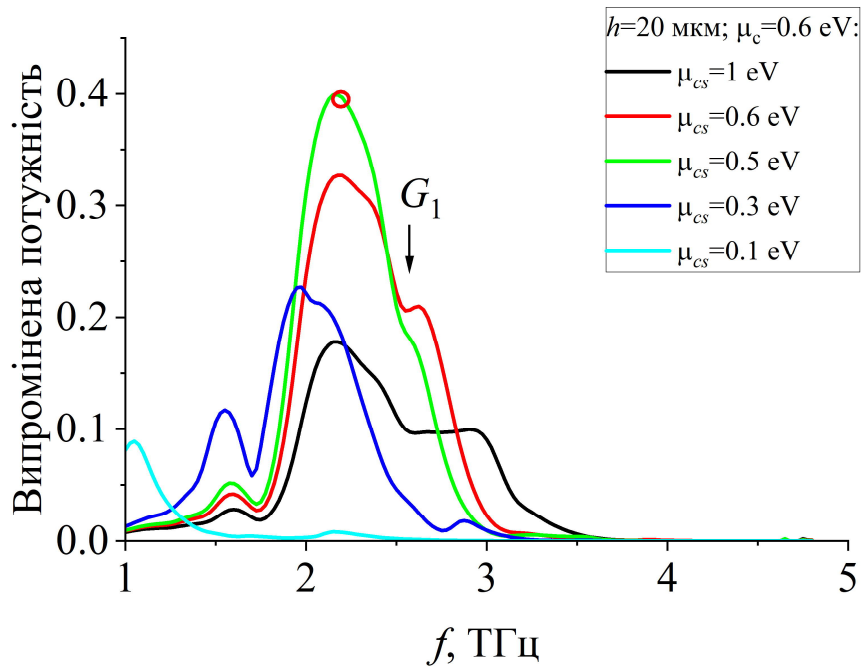 h=20 мкм; μc=0.6 eV:
μcs=1 eV
μcs=0.6 eV
μcs=0.5 eV
μcs=0.3 eV
μcs=0.1 eV
Випромінена потужність
0.4
0.3
0.2
0.1
0.0
G1
1 2 3 4 5
f, ТГц